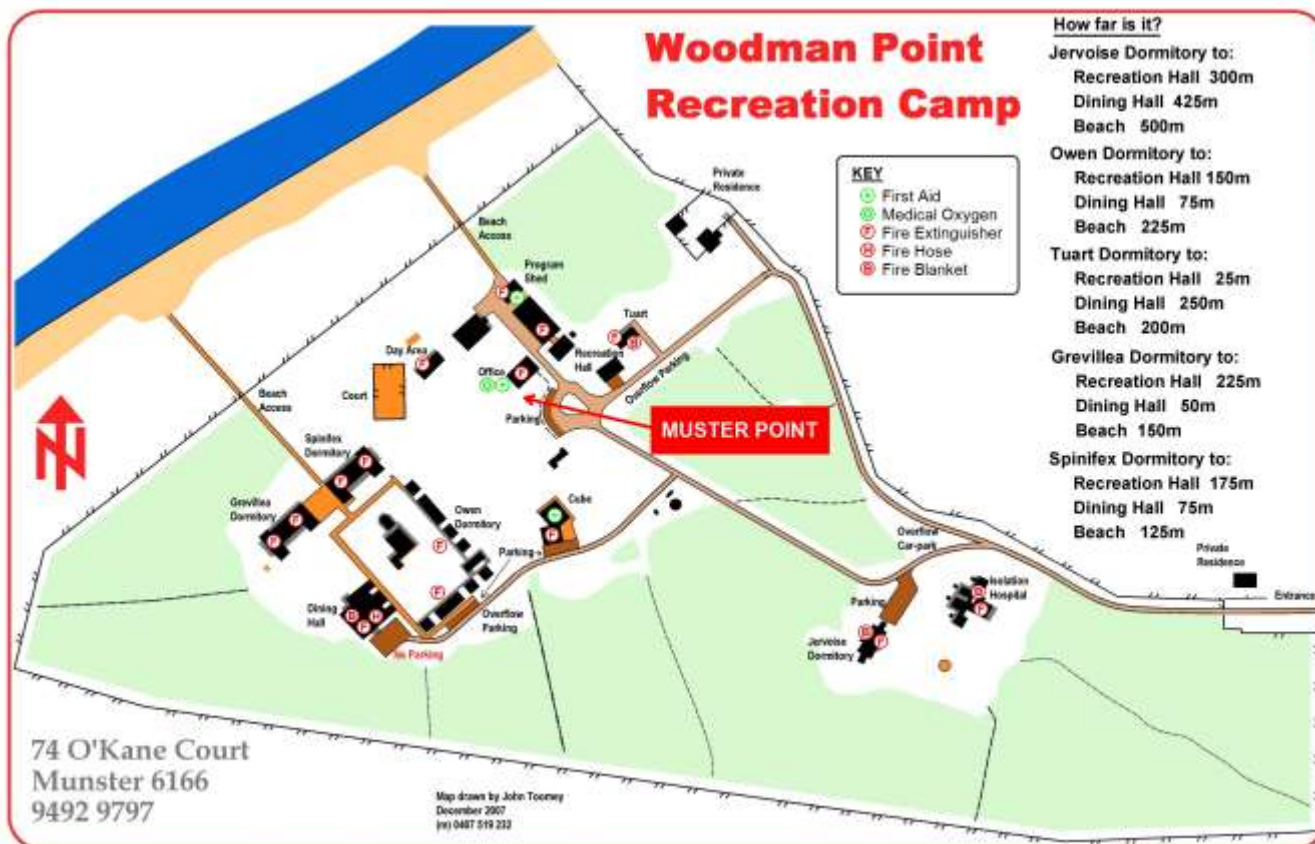 Woodman Point
Recreation Camp
How far is it?
Jervoise Dormitory to:
Recreation Hall 300m
Dining Hall 425m
Beach 500m
Owen Dormitory to:
Recreation Hall 150m
Dining Hall 75m
Beach 225m
Tuart Dormitory to:
Recreation Hall 25m
Dining Hall 250m
Beach 200m
Grevillea Dormitory to:
Recreation Hall 225m
Dining Hall 50m
Beach 150m
Spinifex Dormitory to:
Recreation Hall 175m
Dining Hall 75m
Beach 125m
KEY
First Aid
Medical Oxygen
F Fire Extinguisher
H Fire Hose
B Fire Blanket
Private
Residence
Beach
Access
Program
Shed
F
F
Tuart
F
B
Recreation
Hall
Day Area
F
Office
F
O
Court
Overflow Parking
Parking
MUSTER POINT
Beach
Access
N
Spinifex
Dormitory
F
F
Grevillea
Dormitory
F
F
Owen
Dormitory
F
F
Cube
F
Parking
Overflow
Parking
Dining
Hall
B
F
H
No Parking
Overflow
Car-park
Private
Residence
Entrance
Isolation
Hospital
F
Parking
Jervoise
Dormitory
B
F
74 O'Kane Court
Munster 6166
9492 9797
Map drawn by John Toomey
December 2007
(m) 0407 519 232